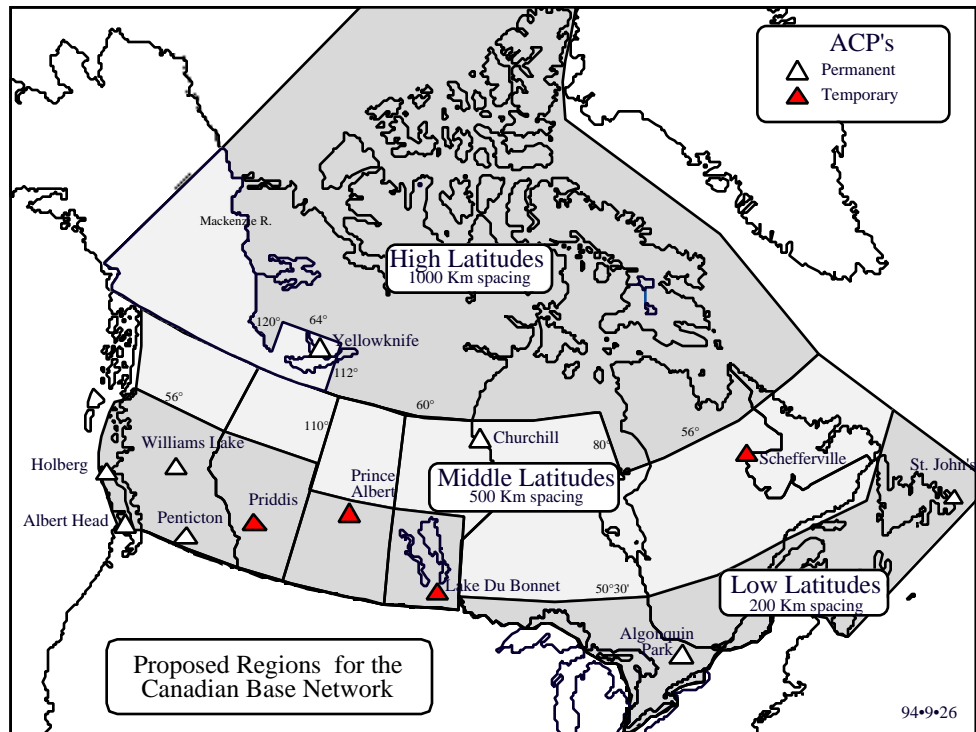 ACP's
Permanent
Temporary
Mackenzie R.
High Latitudes
1000 Km spacing
120°
64°
Yellowknife
112°
56°
60°
110°
Williams Lake
Churchill
80°
56°
Schefferville
St. John's
Holberg
Prince
Albert
Middle Latitudes
500 Km spacing
Priddis
Albert Head
Penticton
Lake Du Bonnet
50°30'
Low Latitudes
200 Km spacing
Algonquin
Park
Proposed Regions for the
Canadian Base Network
94•9•26